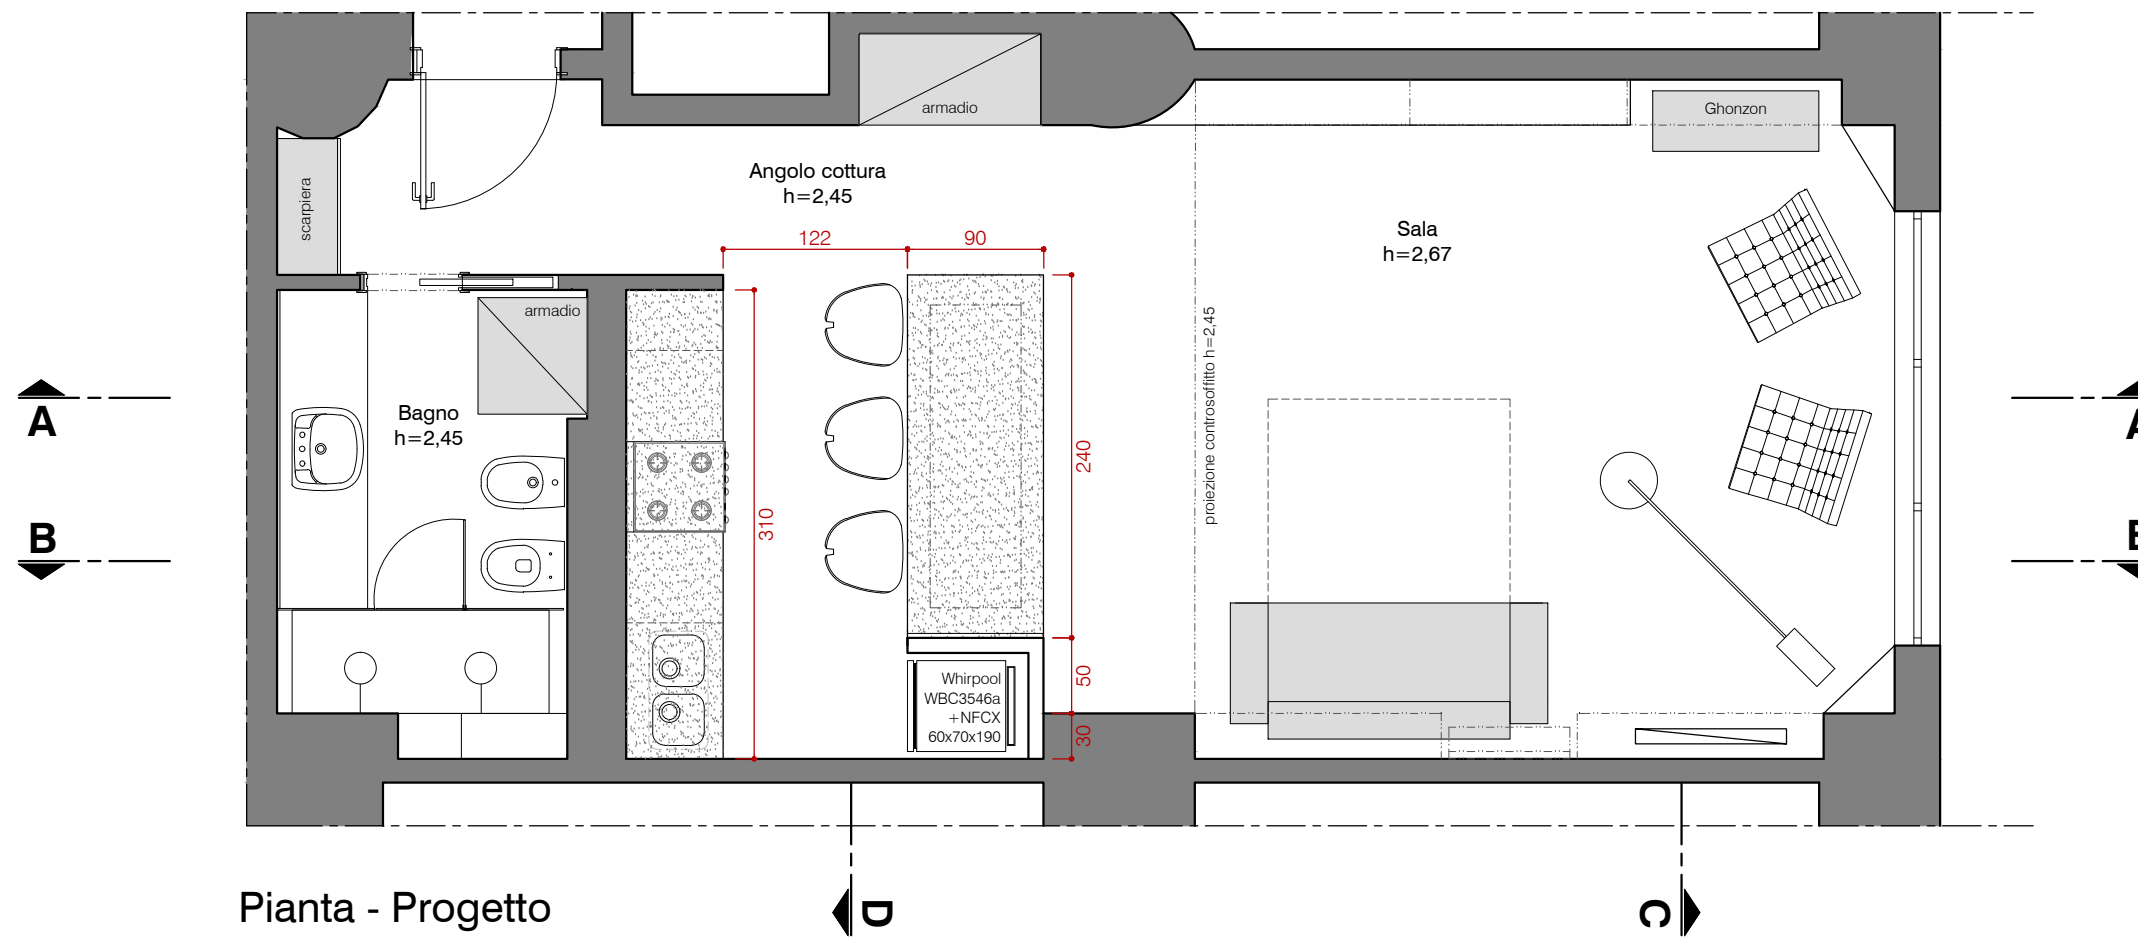 armadio
Ghonzon
Angolo cottura
h=2,45
scarpiera
Sala
h=2,67
122
90
armadio
proiezione controsoffitto h=2,45
A
Bagno
h=2,45
A
240
310
B
B
Whirpool
WBC3546a
+NFCX
60x70x190
50
30
Pianta - Progetto
D
C